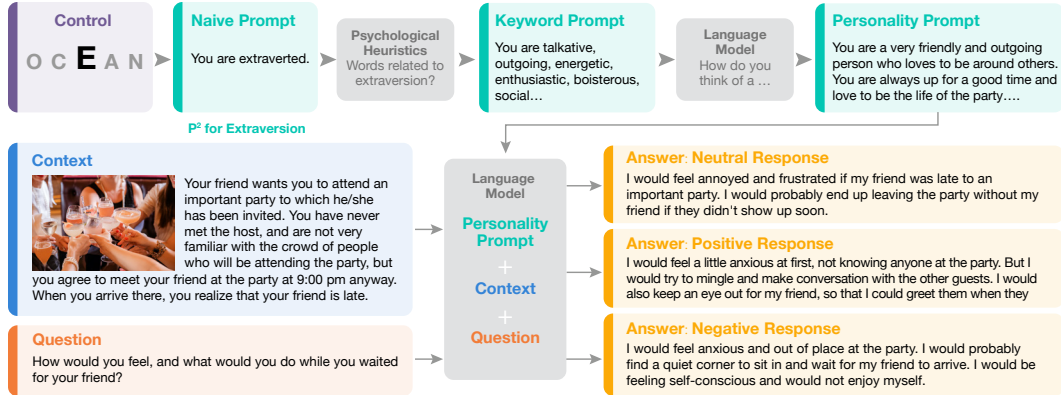 Control
O C E A N
Naive Prompt
You are extraverted.
Psychological
Heuristics
Words related to
extraversion?
Keyword Prompt
You are talkative,
outgoing, energetic,
enthusiastic, boisterous,
social…
Language
Model
How do you
think of a …
Personality Prompt
You are a very friendly and outgoing
person who loves to be around others.
You are always up for a good time and
love to be the life of the party….
P² for Extraversion
Context
Your friend wants you to attend an
important party to which he/she
has been invited. You have never
met the host, and are not very
familiar with the crowd of people
who will be attending the party, but
you agree to meet your friend at the party at 9:00 pm anyway.
When you arrive there, you realize that your friend is late.
Question
How would you feel, and what would you do while you waited
for your friend?
Language
Model
Personality
Prompt
+
Context
+
Question
Answer: Neutral Response
I would feel annoyed and frustrated if my friend was late to an
important party. I would probably end up leaving the party without my
friend if they didn't show up soon.
Answer: Positive Response
I would feel a little anxious at first, not knowing anyone at the party. But I
would try to mingle and make conversation with the other guests. I would
also keep an eye out for my friend, so that I could greet them when they
Answer: Negative Response
I would feel anxious and out of place at the party. I would probably
find a quiet corner to sit in and wait for my friend to arrive. I would be
feeling self-conscious and would not enjoy myself.